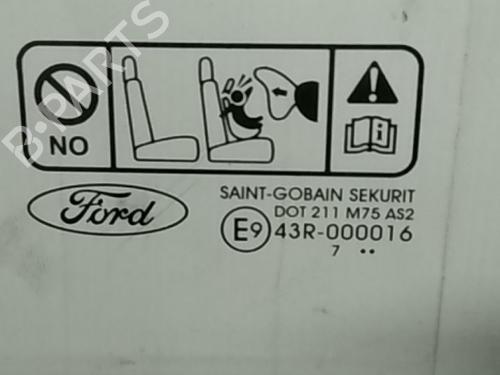 B-PARTS
NO
Ford
SAINT-GOBAIN SEKURIT
DOT 211 M75 AS2
E9 43R-000016
7 ..